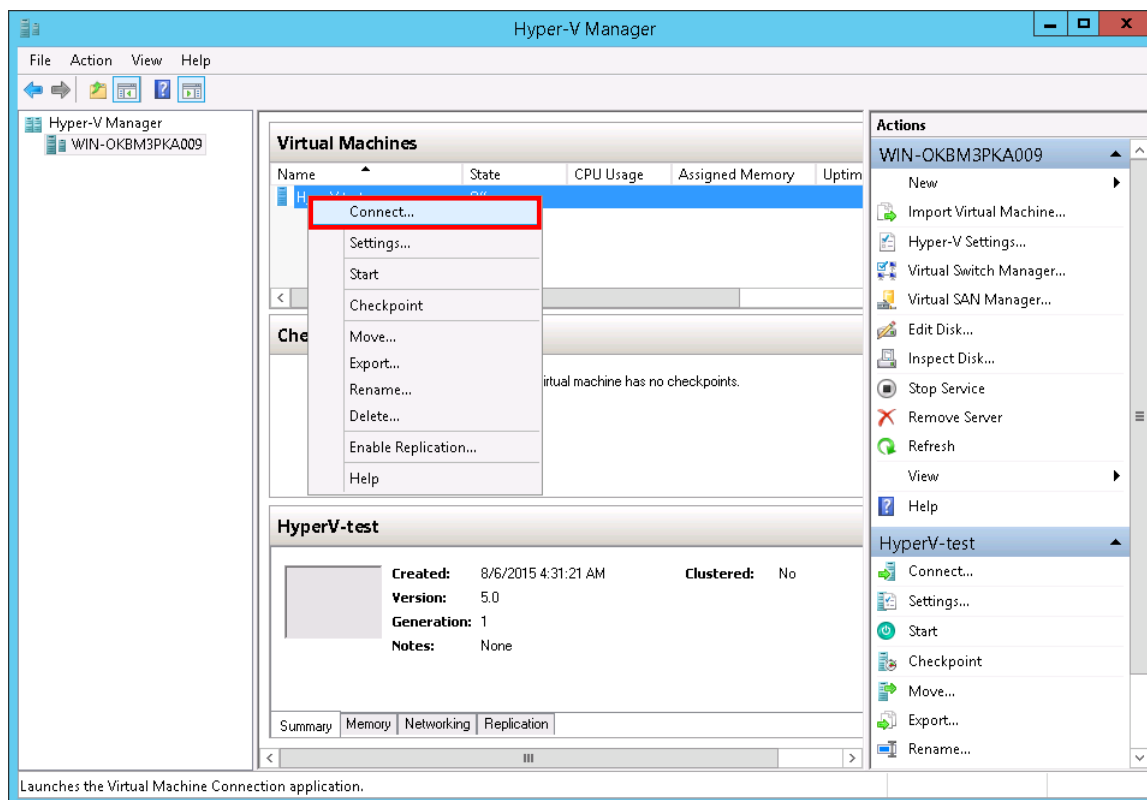 Hyper-V Manager
File Action View Help
Hyper-V Manager
WIN-OKBM3PKA009
Virtual Machines
Name State CPU Usage Assigned Memory Uptim
Connect...
Settings...
Start
Checkpoint
Move...
Export...
Rename...
Delete...
Enable Replication...
Help
Che
irtual machine has no checkpoints.
HyperV-test
Created: 8/6/2015 4:31:21 AM Clustered: No
Version: 5.0
Generation: 1
Notes: None
Summary Memory Networking Replication
Actions
WIN-OKBM3PKA009
New
Import Virtual Machine...
Hyper-V Settings...
Virtual Switch Manager...
Virtual SAN Manager...
Edit Disk...
Inspect Disk...
Stop Service
Remove Server
Refresh
View
Help
HyperV-test
Connect...
Settings...
Start
Checkpoint
Move...
Export...
Rename...
Launches the Virtual Machine Connection application.